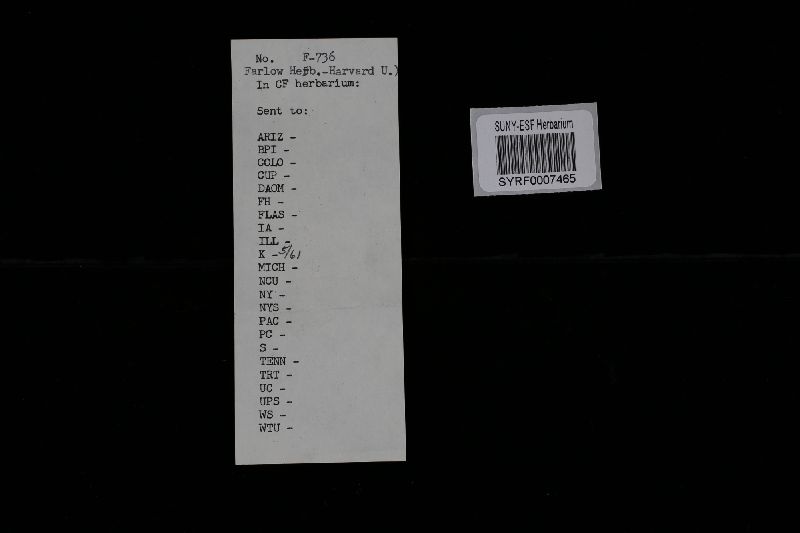 No. F-736
Farlow Herb.-Harvard U.)
In CF herbarium:
Sent to:
ARIZ -
BPI -
COLO -
CUP -
DAOM -
FH -
FLAS -
IA -
ILL -
K - 5/61
MICH -
NCU -
NY -
NYS -
PAC -
PC -
S -
TENN -
TRT -
UC -
UPS -
WS -
WTU -
SUNY-ESF Herbarium
SYRF0007465